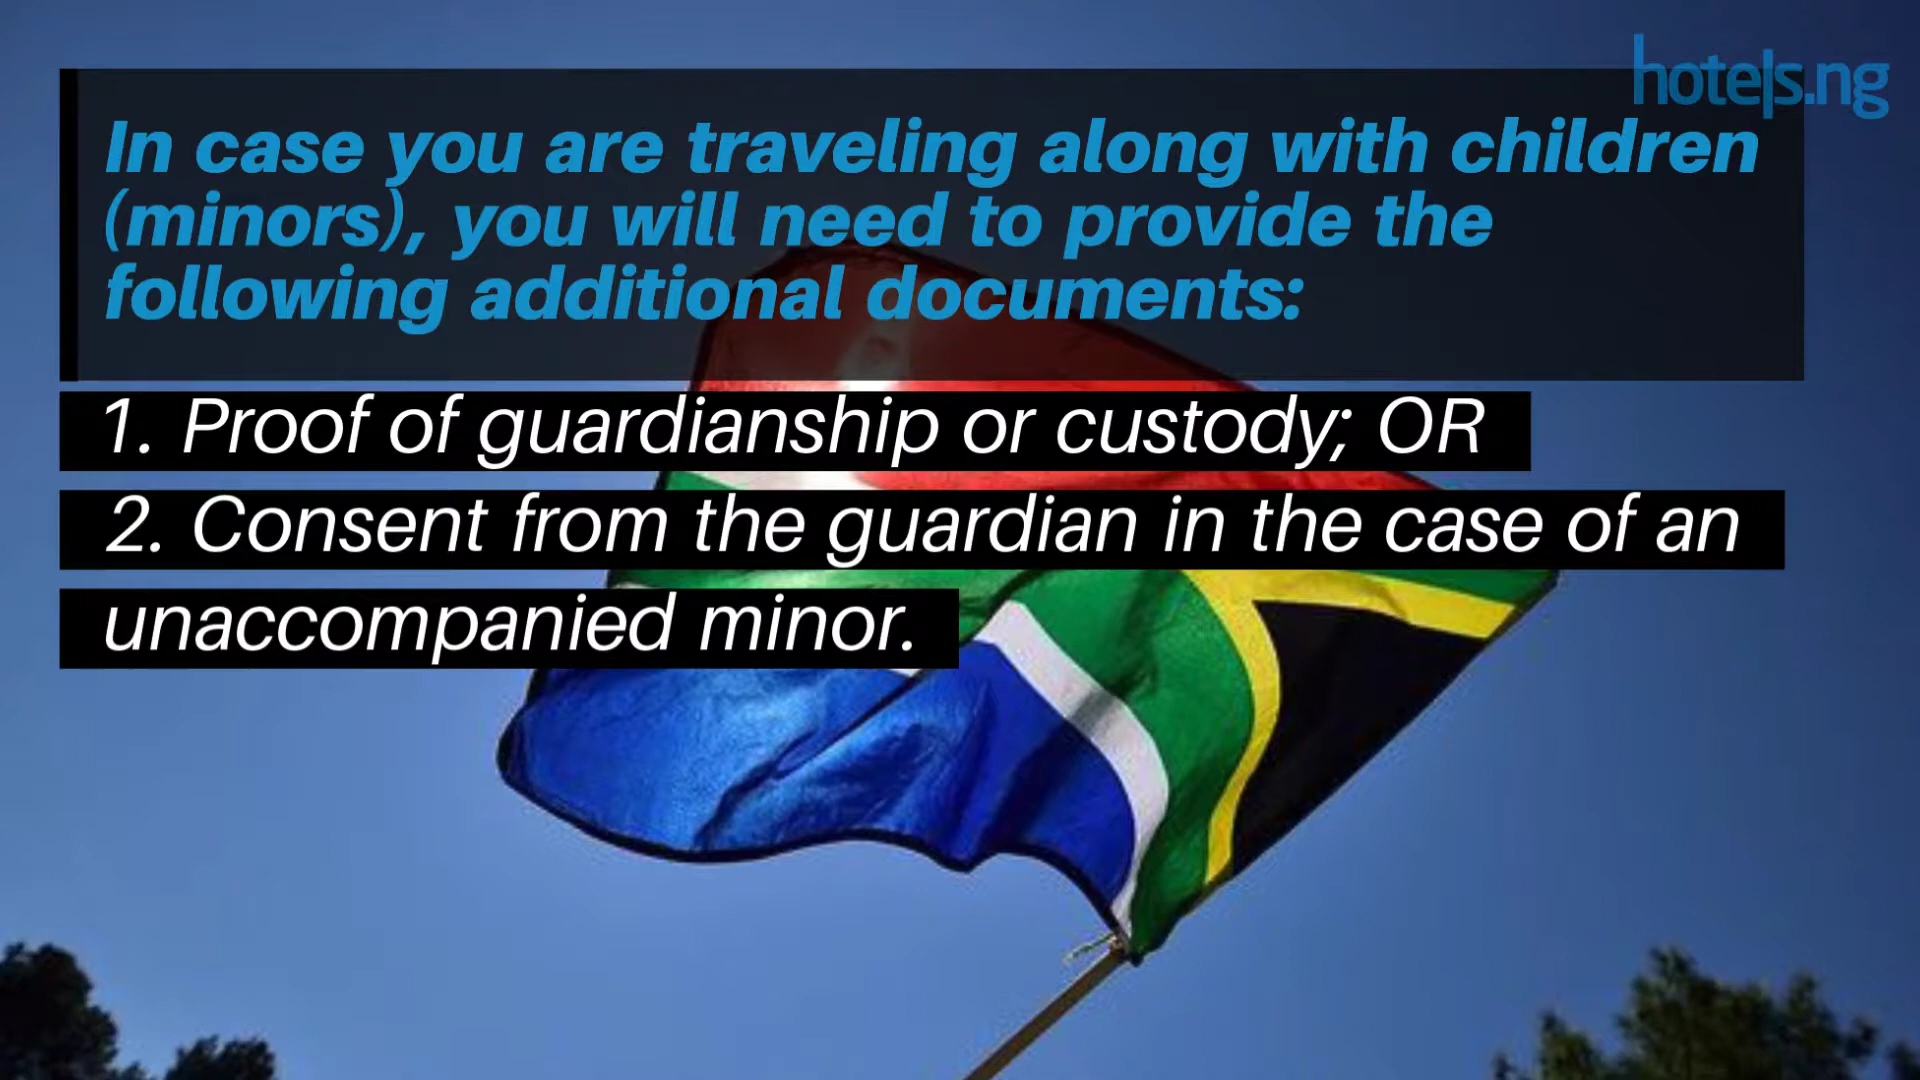 hotels.ng
In case you are traveling along with children
(minors), you will need to provide the
following additional documents:
1. Proof of guardianship or custody; OR
2. Consent from the guardian in the case of an
unaccompanied minor.